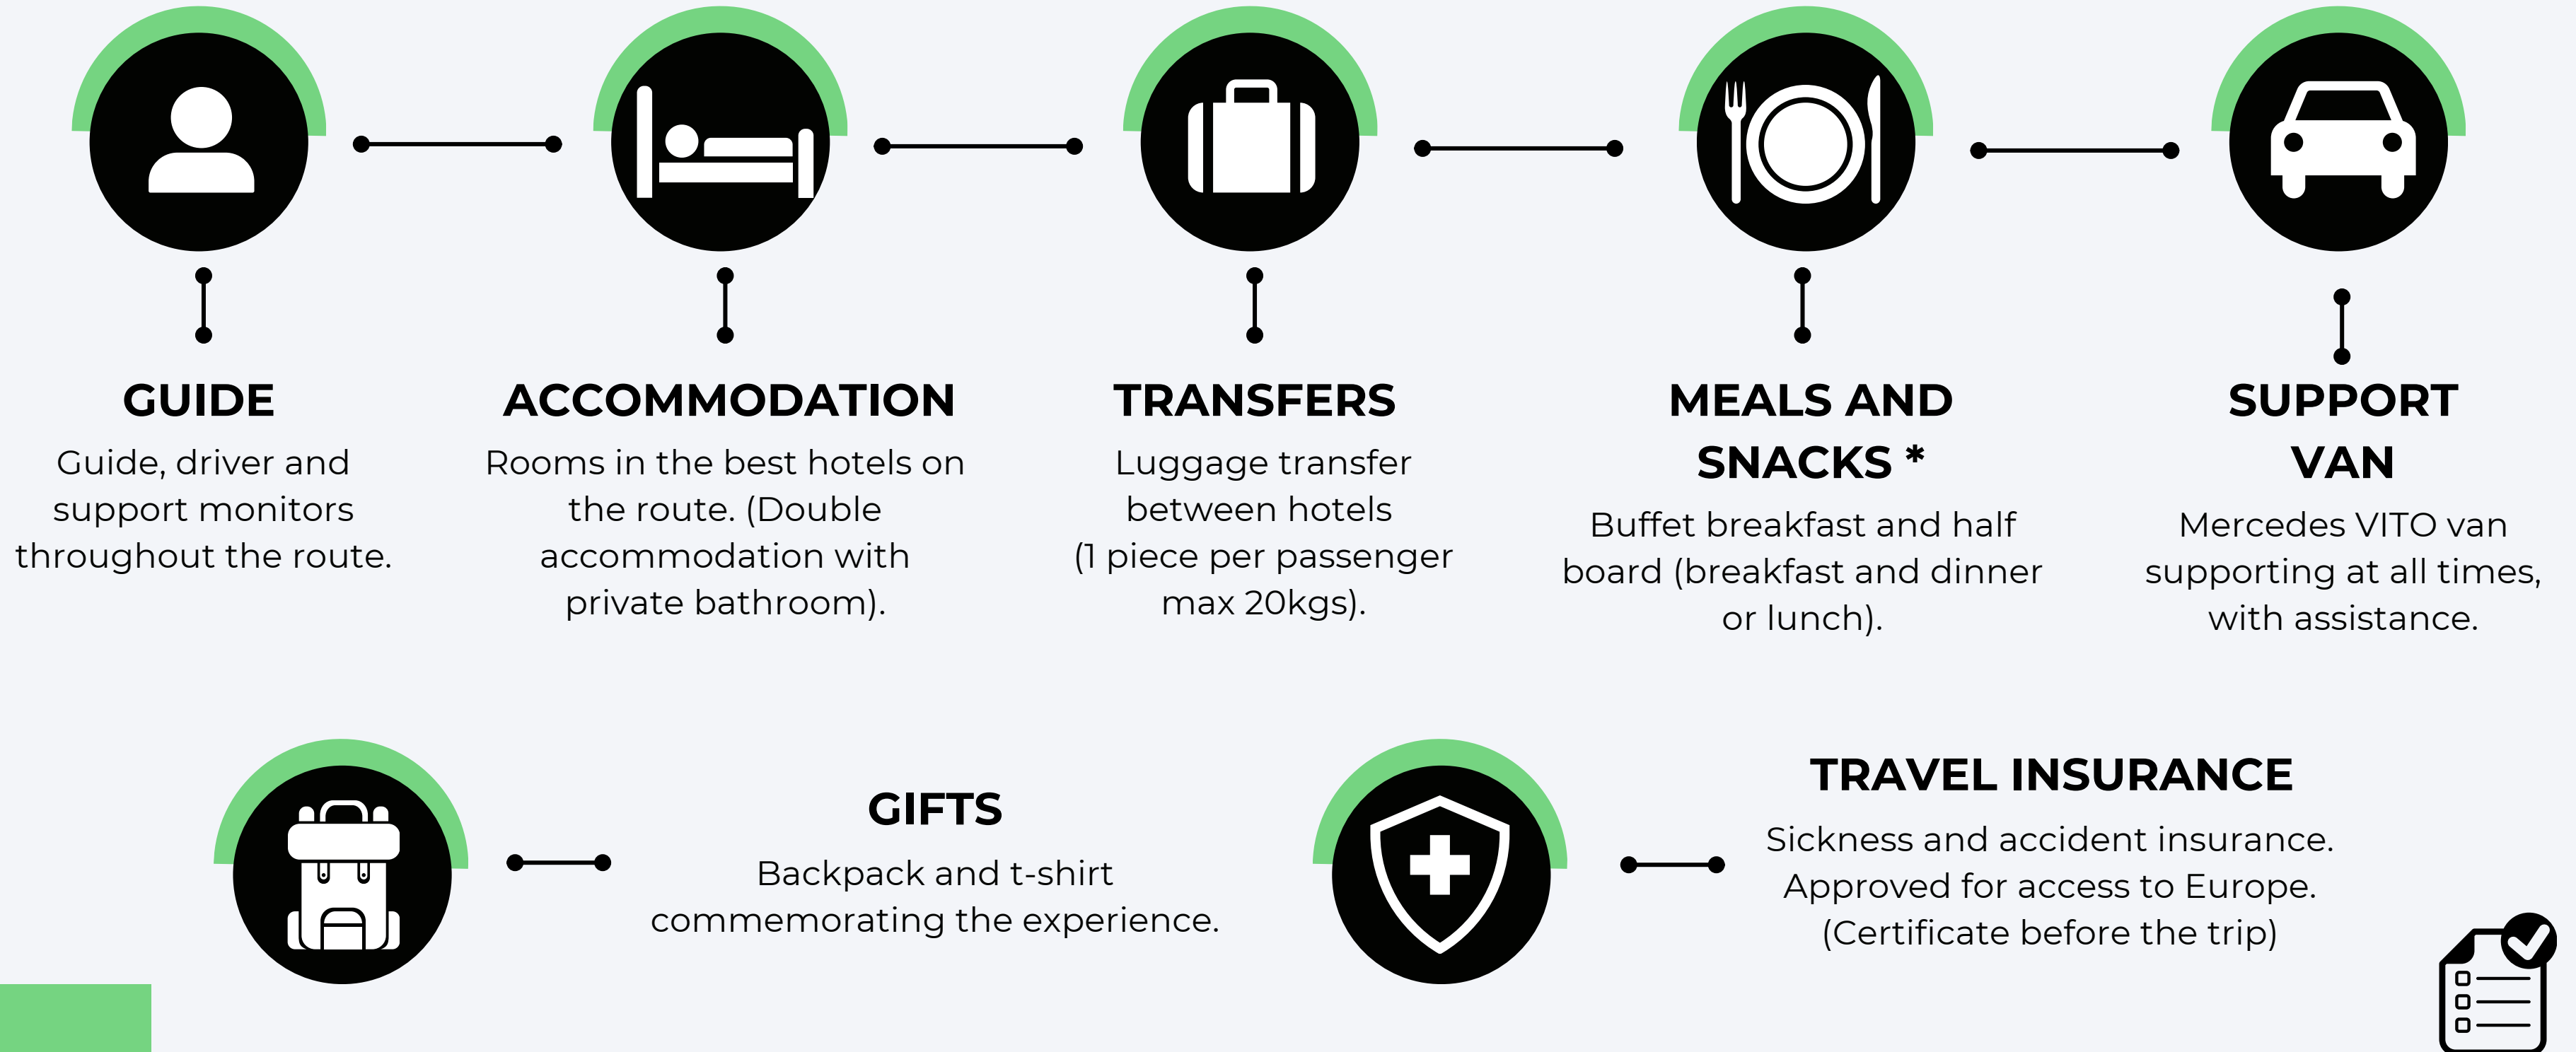 GUIDE
Guide, driver and
support monitors
throughout the route.
ACCOMMODATION
Rooms in the best hotels on
the route. (Double
accommodation with
private bathroom).
TRANSFERS
Luggage transfer
between hotels
(1 piece per passenger
max 20kgs).
MEALS AND
SNACKS *
Buffet breakfast and half
board (breakfast and dinner
or lunch).
SUPPORT
VAN
Mercedes VITO van
supporting at all times,
with assistance.
GIFTS
Backpack and t-shirt
commemorating the experience.
TRAVEL INSURANCE
Sickness and accident insurance.
Approved for access to Europe.
(Certificate before the trip)